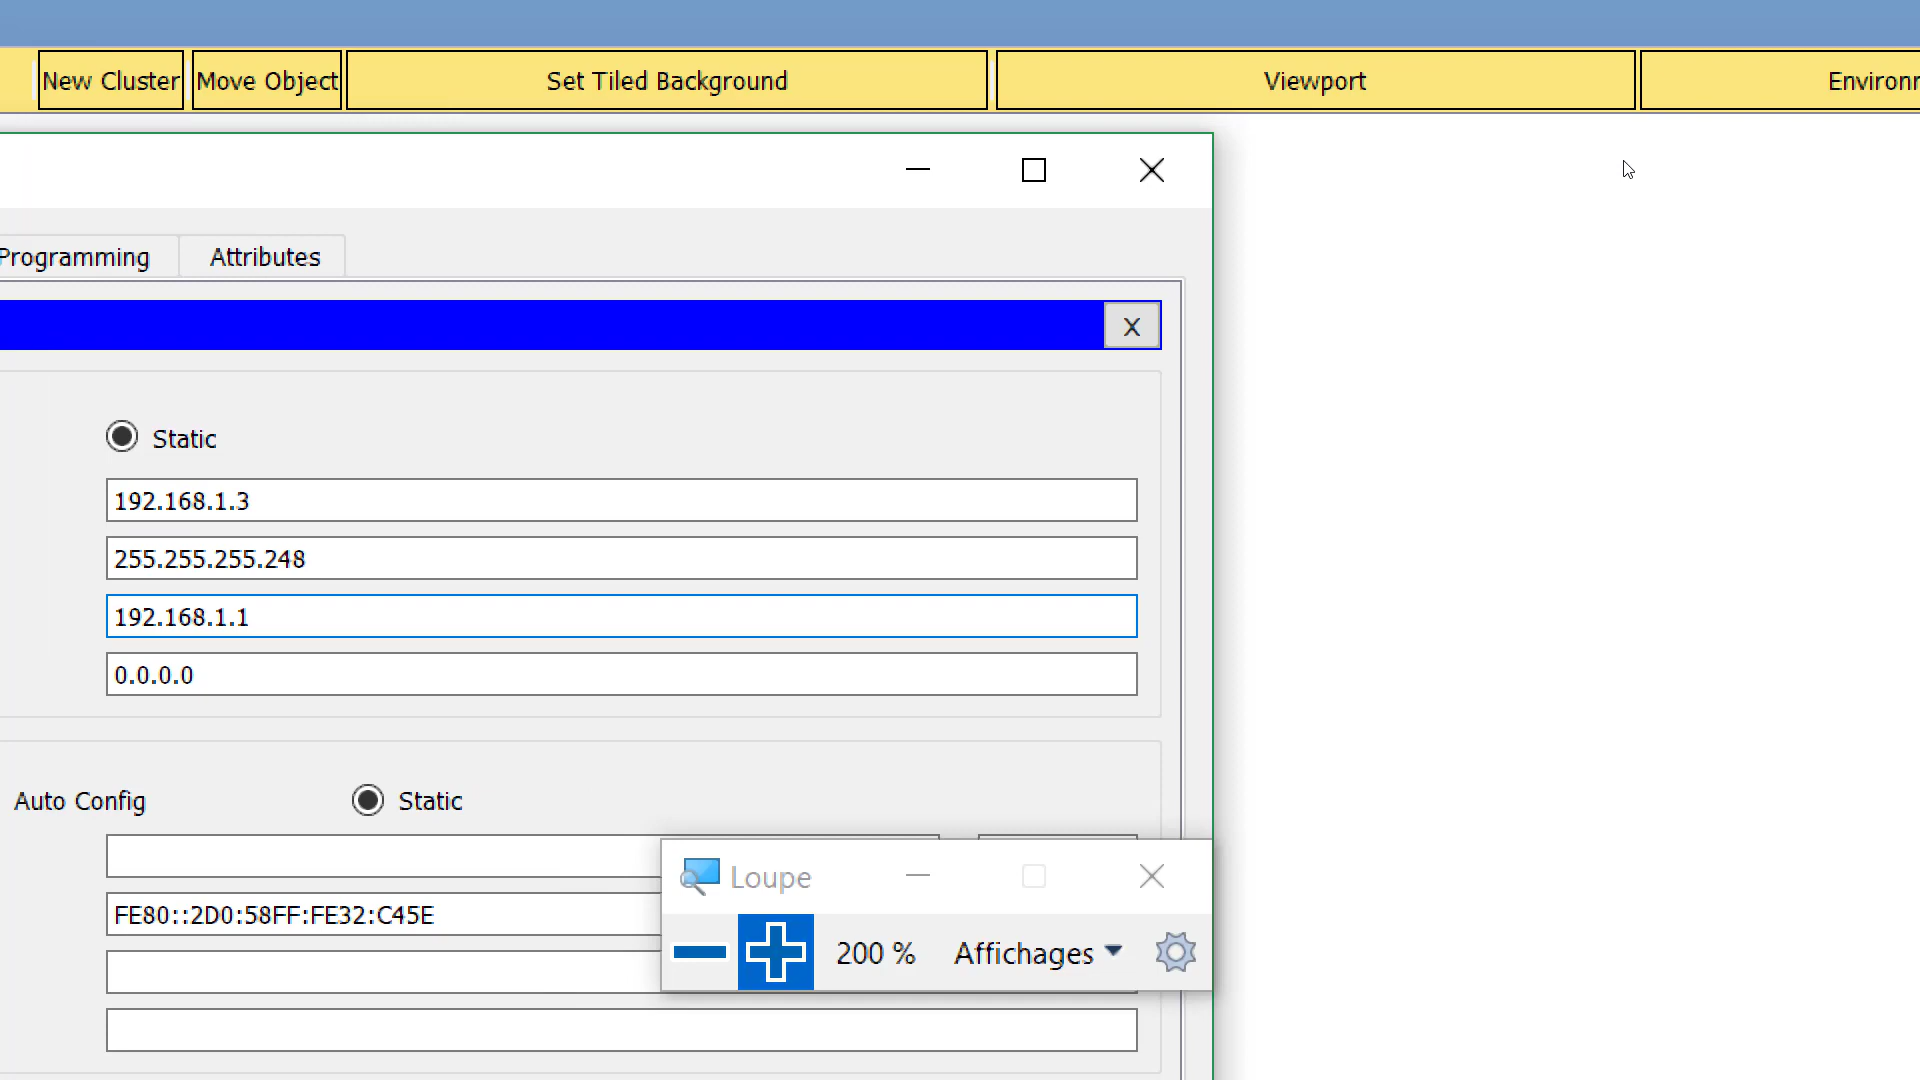 New Cluster Move Object Set Tiled Background Viewport
Programming Attributes
X
Static
192.168.1.3
255.255.255.248
192.168.1.1
0.0.0.0
Auto Config Static
FE80::2D0:58FF:FE32:C45E
Loupe
200 % Affichages